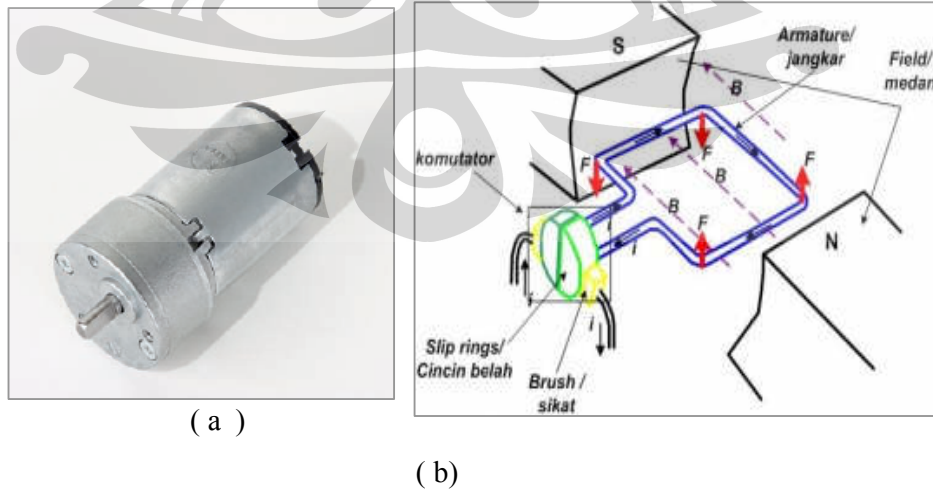 S
Armature/
jangkar
Field/
medan
B
komutator
F
F
F
B
B
F
N
i
i
i
i
Slip rings/
Cincin belah
Brush /
sikat
( a )
( b)